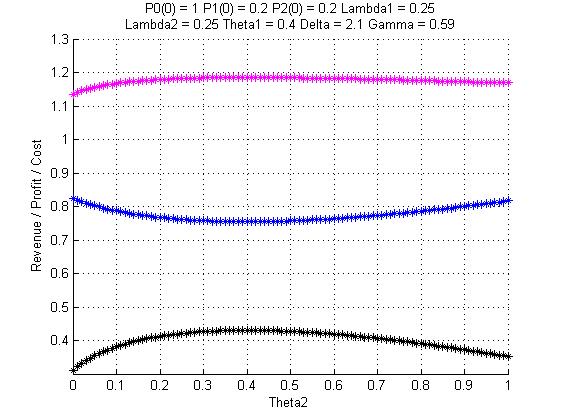 P0(0) = 1 P1(0) = 0.2 P2(0) = 0.2 Lambda1 = 0.25
Lambda2 = 0.25 Theta1 = 0.4 Delta = 2.1 Gamma = 0.59
1.3
1.2
1.1
1
0.9
0.8
0.7
0.6
0.5
0.4
Revenue / Profit / Cost
0 0.1 0.2 0.3 0.4 0.5 0.6 0.7 0.8 0.9 1
Theta2